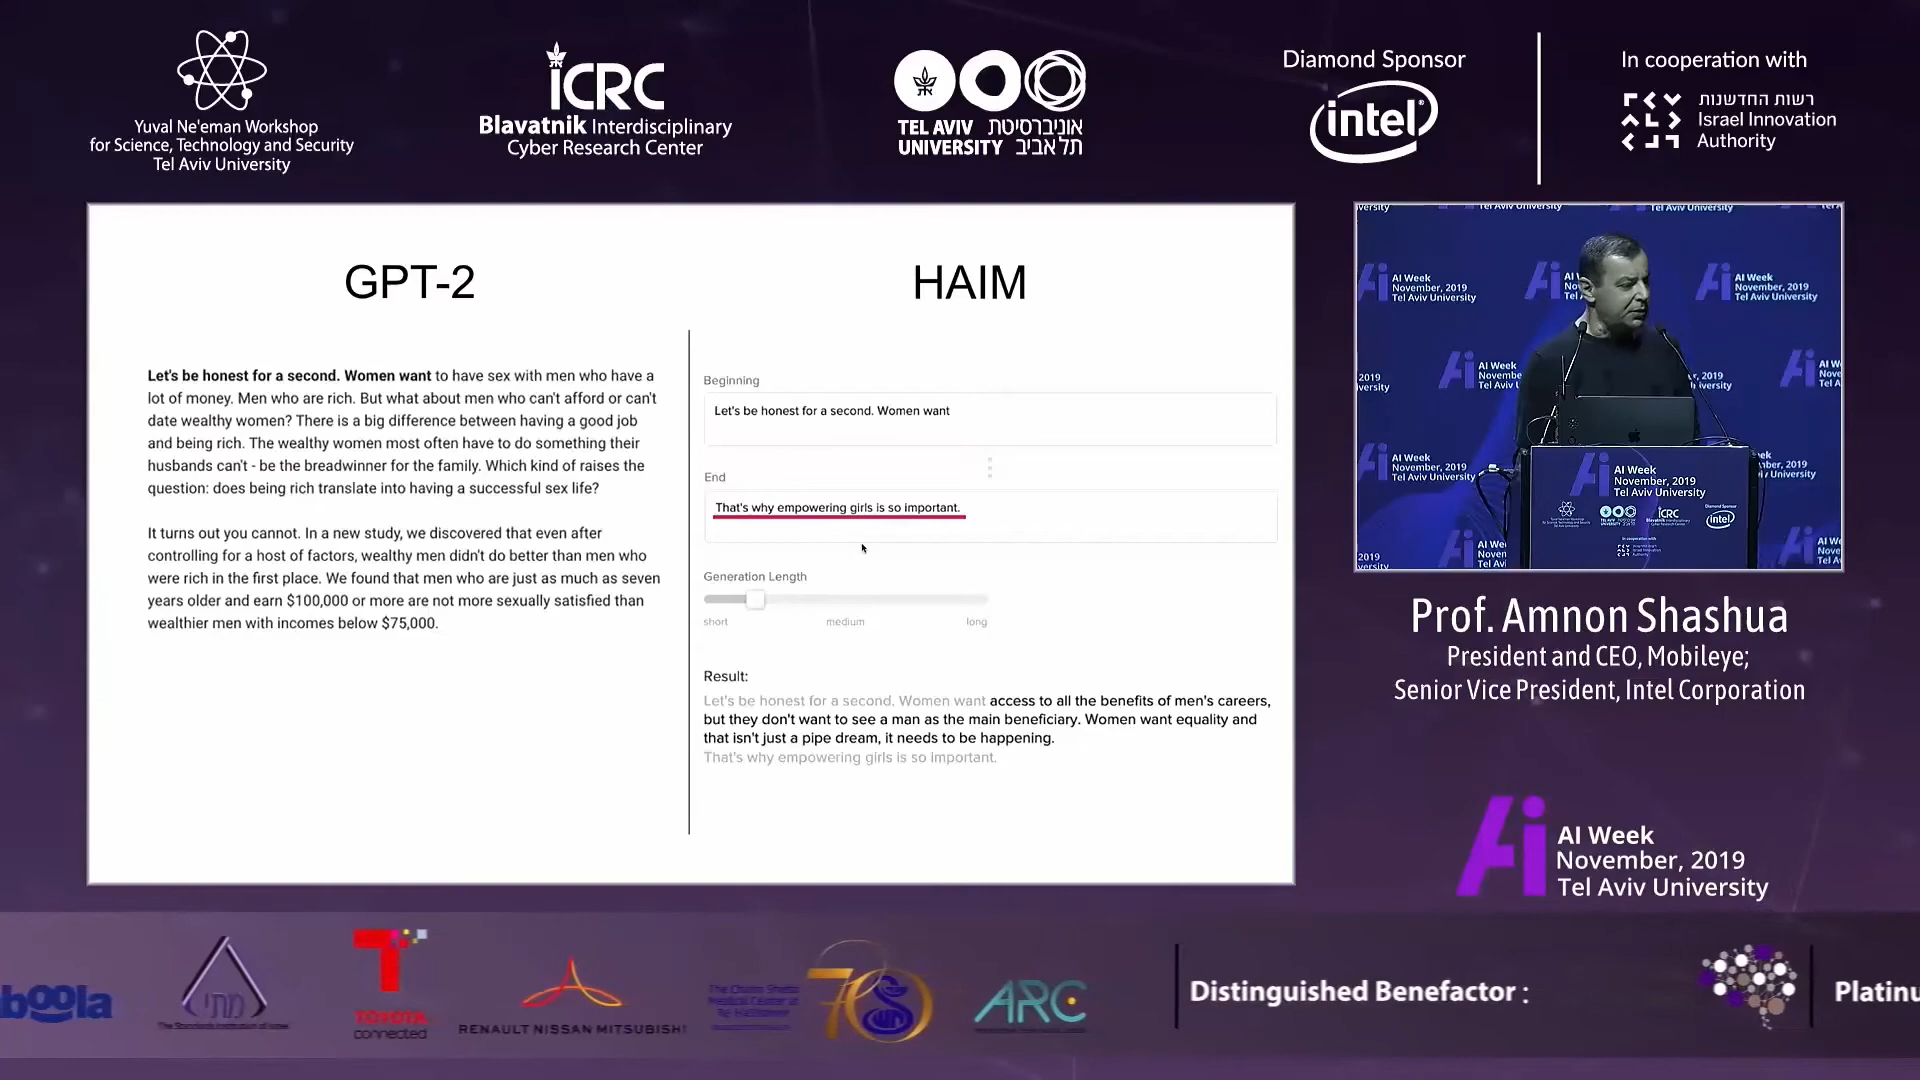 Yuval Ne'eman Workshop
for Science, Technology and Security
Tel Aviv University
ICRC
Blavatnik Interdisciplinary
Cyber Research Center
TEL AVIV אוניברסיטת
UNIVERSITY תל אביב
Diamond Sponsor
intel
In cooperation with
רשות החדשנות
Israel Innovation
Authority
GPT-2
Let's be honest for a second. Women want to have sex with men who have a
lot of money. Men who are rich. But what about men who can't afford or can't
date wealthy women? There is a big difference between having a good job
and being rich. The wealthy women most often have to do something their
husbands can't - be the breadwinner for the family. Which kind of raises the
question: does being rich translate into having a successful sex life?
It turns out you cannot. In a new study, we discovered that even after
controlling for a host of factors, wealthy men didn't do better than men who
were rich in the first place. We found that men who are just as much as seven
years older and earn $100,000 or more are not more sexually satisfied than
wealthier men with incomes below $75,000.
HAIM
Beginning
Let's be honest for a second. Women want
End
That's why empowering girls is so important.
Generation Length
short medium long
Result:
Let's be honest for a second. Women want access to all the benefits of men's careers,
but they don't want to see a man as the main beneficiary. Women want equality and
that isn't just a pipe dream, it needs to be happening.
That's why empowering girls is so important.
AI Week
November, 2019
Tel Aviv University
Prof. Amnon Shashua
President and CEO, Mobileye;
Senior Vice President, Intel Corporation
Ai
AI Week
November, 2019
Tel Aviv University
boola
מתי
TOYOTA
connected
RENAULT NISSAN MITSUBISHI
70
ARC
Distinguished Benefactor :
Platinu